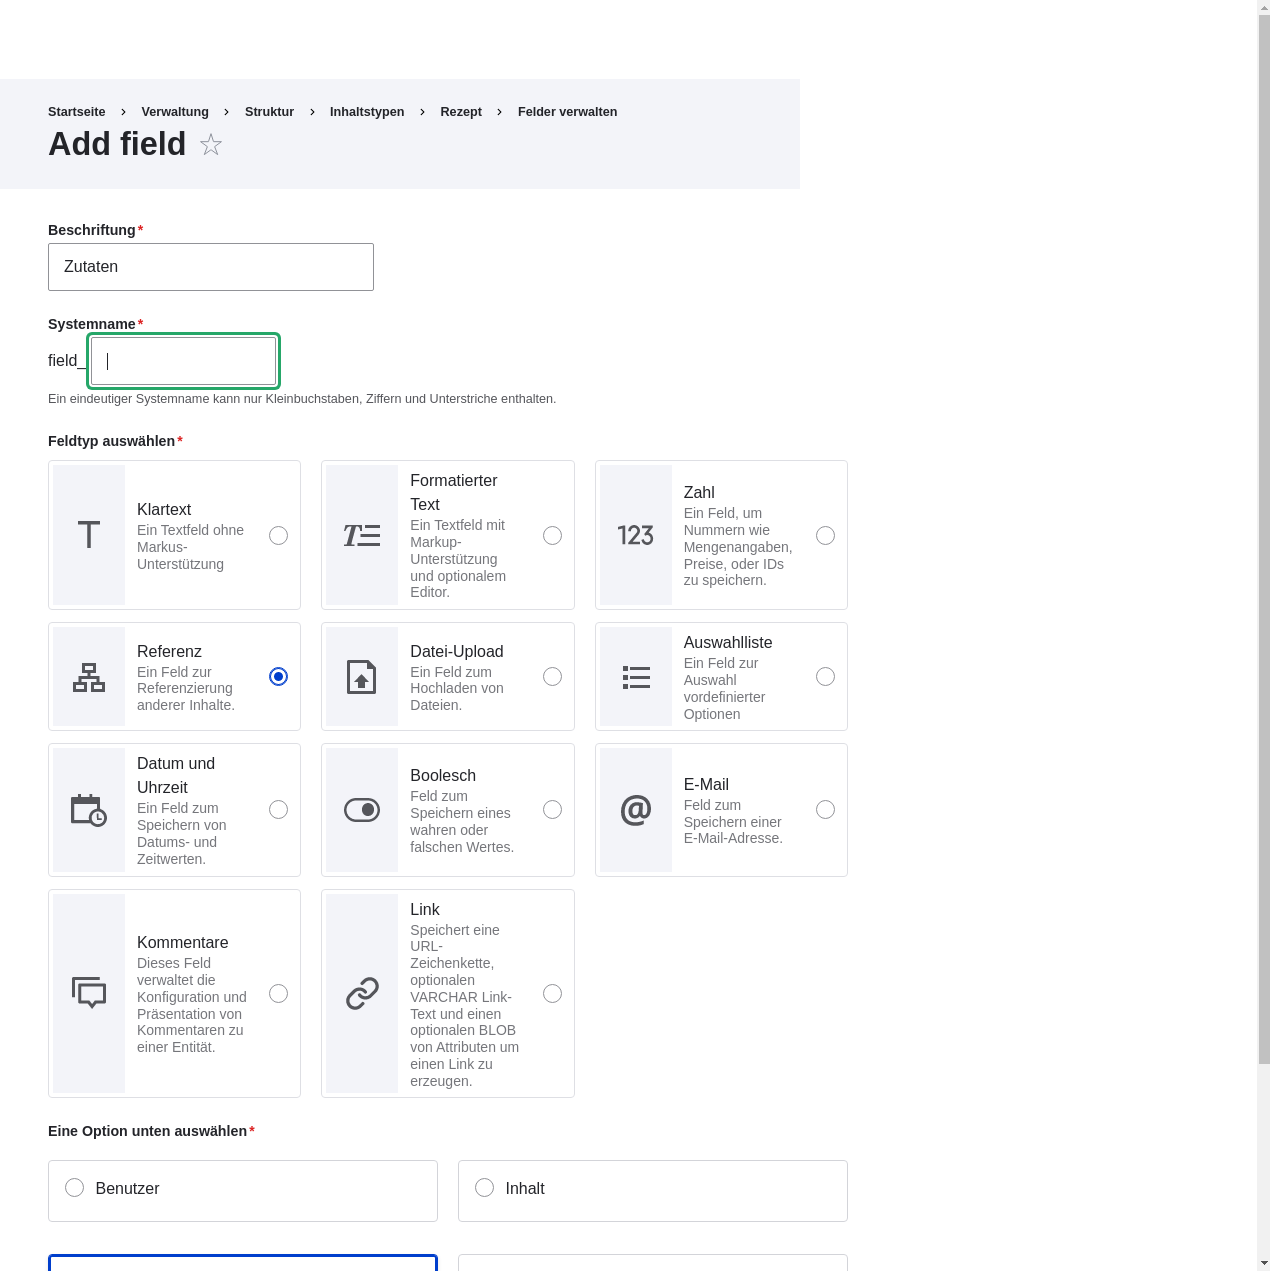 Startseite › Verwaltung › Struktur › Inhaltstypen › Rezept › Felder verwalten
Add field ☆
Beschriftung*
Zutaten
Systemname*
field_
Ein eindeutiger Systemname kann nur Kleinbuchstaben, Ziffern und Unterstriche enthalten.
Feldtyp auswählen*
Klartext
Ein Textfeld ohne
Markus-
Unterstützung
Formatierter
Text
Ein Textfeld mit
Markup-
Unterstützung
und optionalem
Editor.
123
Zahl
Ein Feld, um
Nummern wie
Mengenangaben,
Preise, oder IDs
zu speichern.
Referenz
Ein Feld zur
Referenzierung
anderer Inhalte.
Datei-Upload
Ein Feld zum
Hochladen von
Dateien.
Auswahlliste
Ein Feld zur
Auswahl
vordefinierter
Optionen
Datum und
Uhrzeit
Ein Feld zum
Speichern von
Datums- und
Zeitwerten.
Boolesch
Feld zum
Speichern eines
wahren oder
falschen Wertes.
@
E-Mail
Feld zum
Speichern einer
E-Mail-Adresse.
Kommentare
Dieses Feld
verwaltet die
Konfiguration und
Präsentation von
Kommentaren zu
einer Entität.
Link
Speichert eine
URL-
Zeichenkette,
optionalen
VARCHAR Link-
Text und einen
optionalen BLOB
von Attributen um
einen Link zu
erzeugen.
Eine Option unten auswählen*
Benutzer
Inhalt